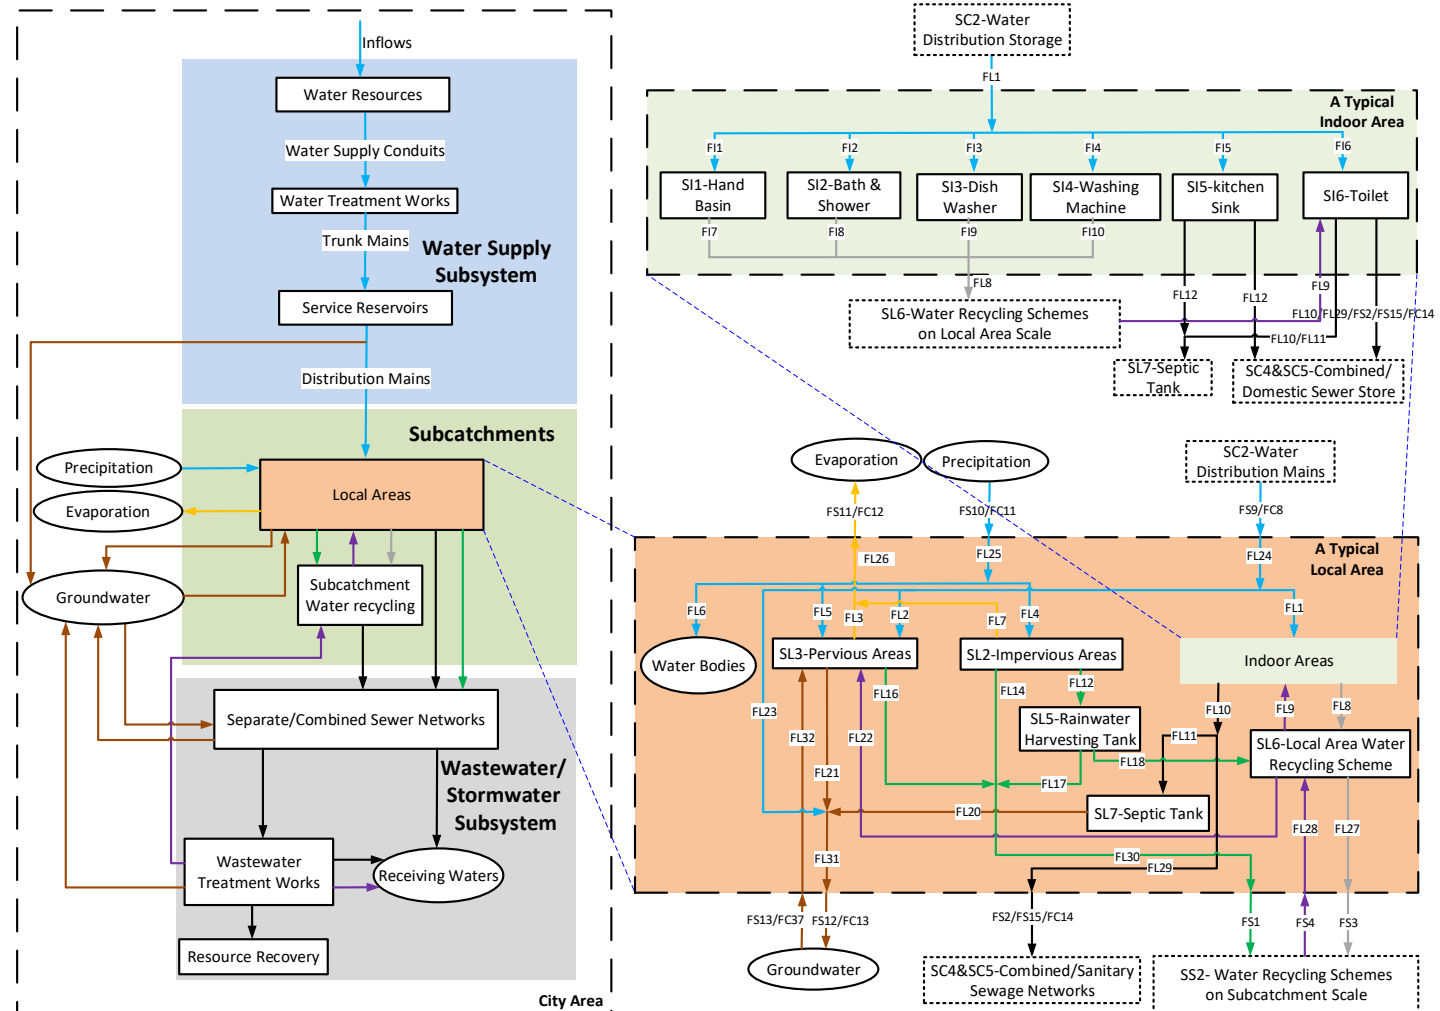 Inflows
Water Resources
Water Supply Conduits
Water Treatment Works
Trunk Mains
Water Supply
Subsystem
Service Reservoirs
Distribution Mains
Subcatchments
Precipitation
Local Areas
Evaporation
Groundwater
Subcatchment
Water recycling
Separate/Combined Sewer Networks
Wastewater/
Stormwater
Subsystem
Wastewater
Treatment Works
Receiving Waters
Resource Recovery
City Area
SC2-Water
Distribution Storage
FL1
A Typical
Indoor Area
FI1
FI2
FI3
FI4
FI5
FI6
SI1-Hand
Basin
SI2-Bath &
Shower
SI3-Dish
Washer
SI4-Washing
Machine
SI5-kitchen
Sink
SI6-Toilet
FI7
FI8
FI9
FI10
FL8
FL9
FL12
FL12
SL6-Water Recycling Schemes
on Local Area Scale
FL10/FL29/FS2/FS15/FC14
FL10/FL11
SL7-Septic
Tank
SC4&SC5-Combined/
Domestic Sewer Store
Evaporation
Precipitation
SC2-Water
Distribution Mains
FS11/FC12
FS10/FC11
FS9/FC8
A Typical
Local Area
FL26
FL25
FL24
FL6
FL5
FL3
FL2
FL7
FL4
FL1
Water Bodies
SL3-Pervious Areas
SL2-Impervious Areas
Indoor Areas
FL16
FL14
FL12
FL10
FL9
FL8
FL23
FL32
FL22
SL5-Rainwater
Harvesting Tank
FL11
SL6-Local Area Water
Recycling Scheme
FL21
FL18
FL17
FL20
SL7-Septic Tank
FL28
FL27
FL31
FL30
FL29
FS13/FC37
FS12/FC13
FS2/FS15/FC14
FS1
FS4
FS3
Groundwater
SC4&SC5-Combined/Sanitary
Sewage Networks
SS2- Water Recycling Schemes
on Subcatchment Scale